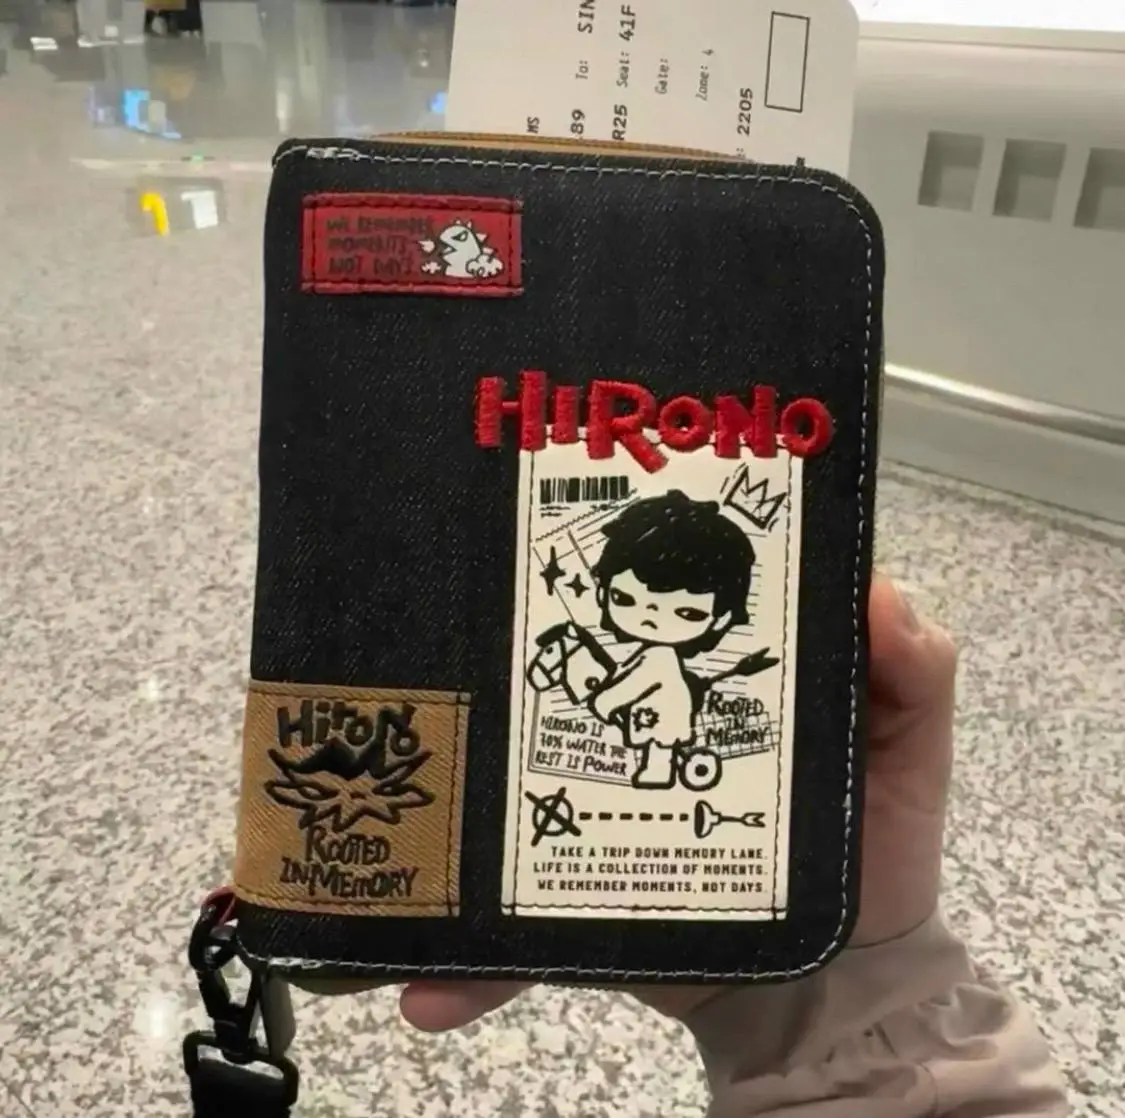 MS
89 To: SIN
R25 Seat: 41F
Gate:
Zone: 4
: 2205
WE REMEMBER
MOMENTS,
NOT DAYS
HIRONO
HIRONO IS
70% WATER THE
REST IS POWER
ROOTED
IN
MEMORY
Hirono
ROOTED
IN MEMORY
TAKE A TRIP DOWN MEMORY LANE.
LIFE IS A COLLECTION OF MOMENTS.
WE REMEMBER MOMENTS, NOT DAYS.